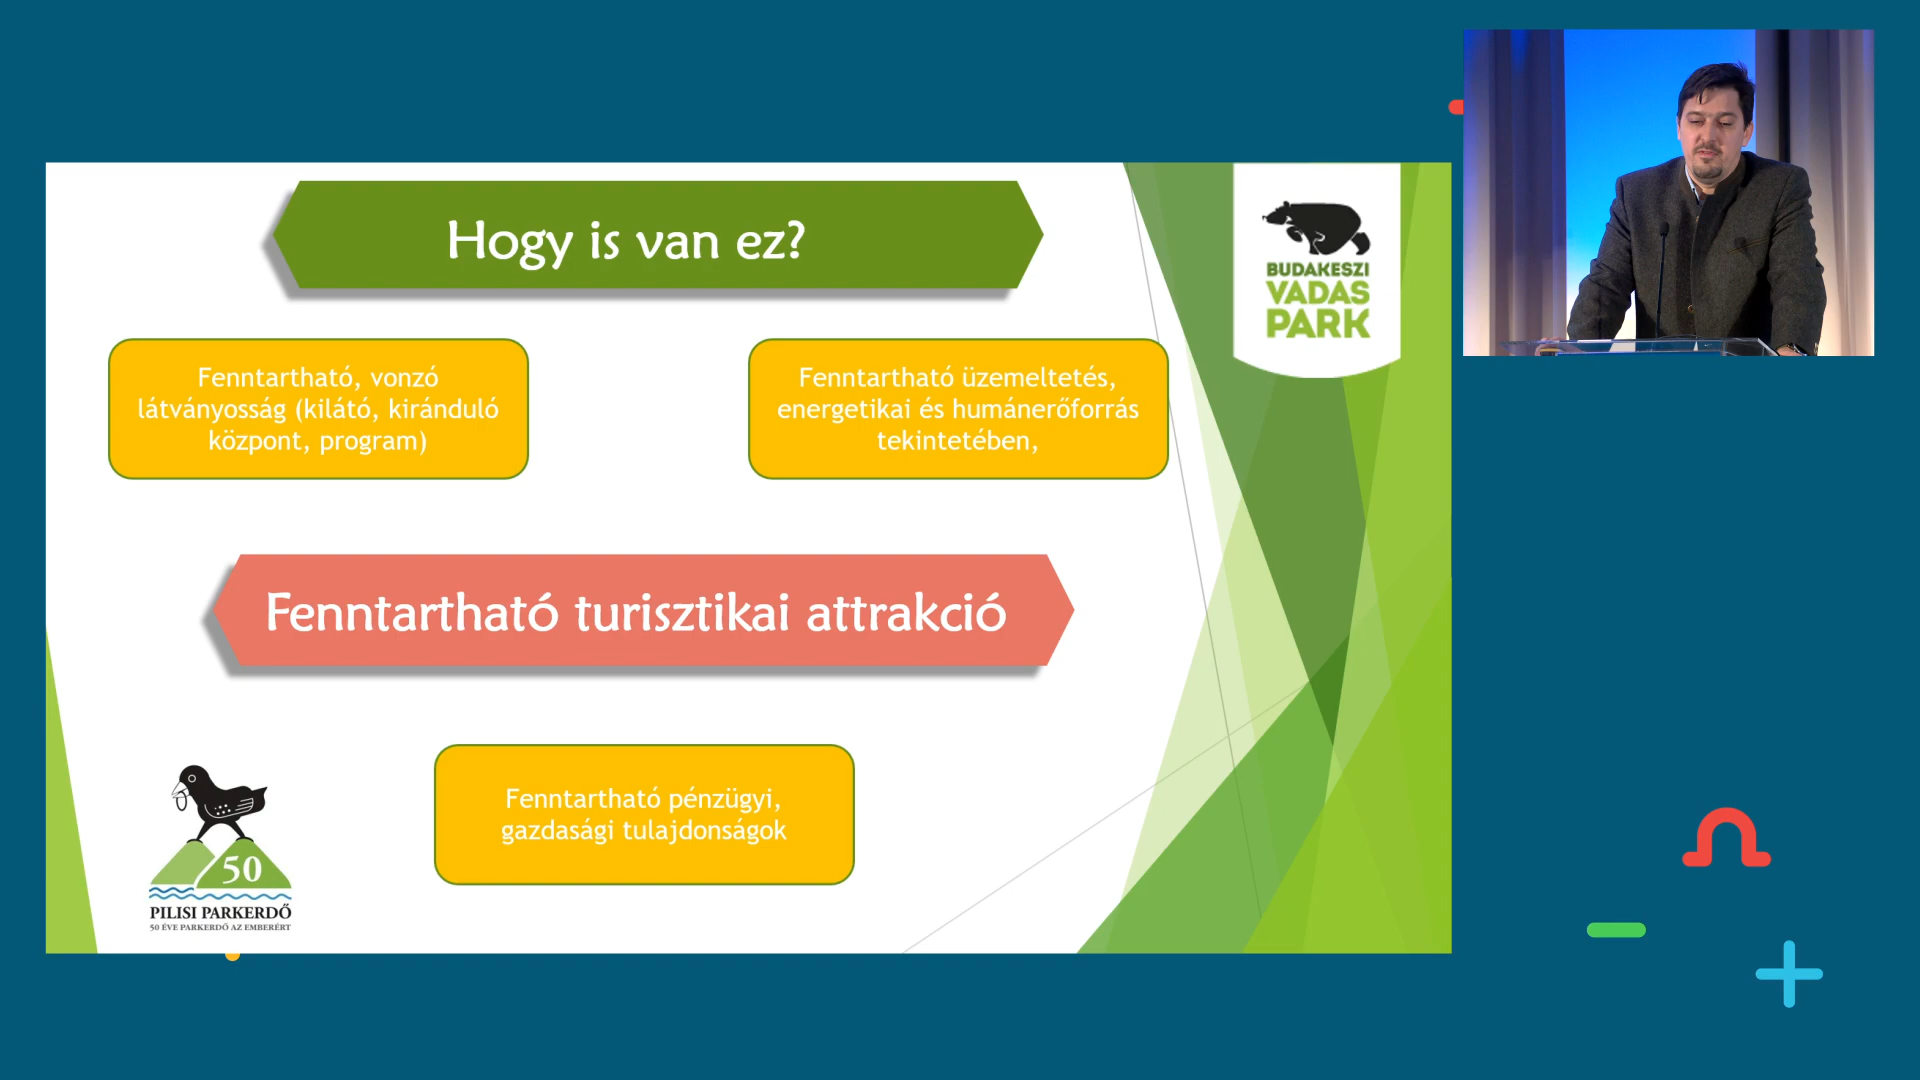 Hogy is van ez?
BUDAKESZI
VADAS
PARK
Fenntartható, vonzó
látványosság (kilátó, kiránduló
központ, program)
Fenntartható üzemeltetés,
energetikai és humánerőforrás
tekintetében,
Fenntartható turisztikai attrakció
Fenntartható pénzügyi,
gazdasági tulajdonságok
50
PILISI PARKERDŐ
50 ÉVE PARKERDŐ AZ EMBERÉRT